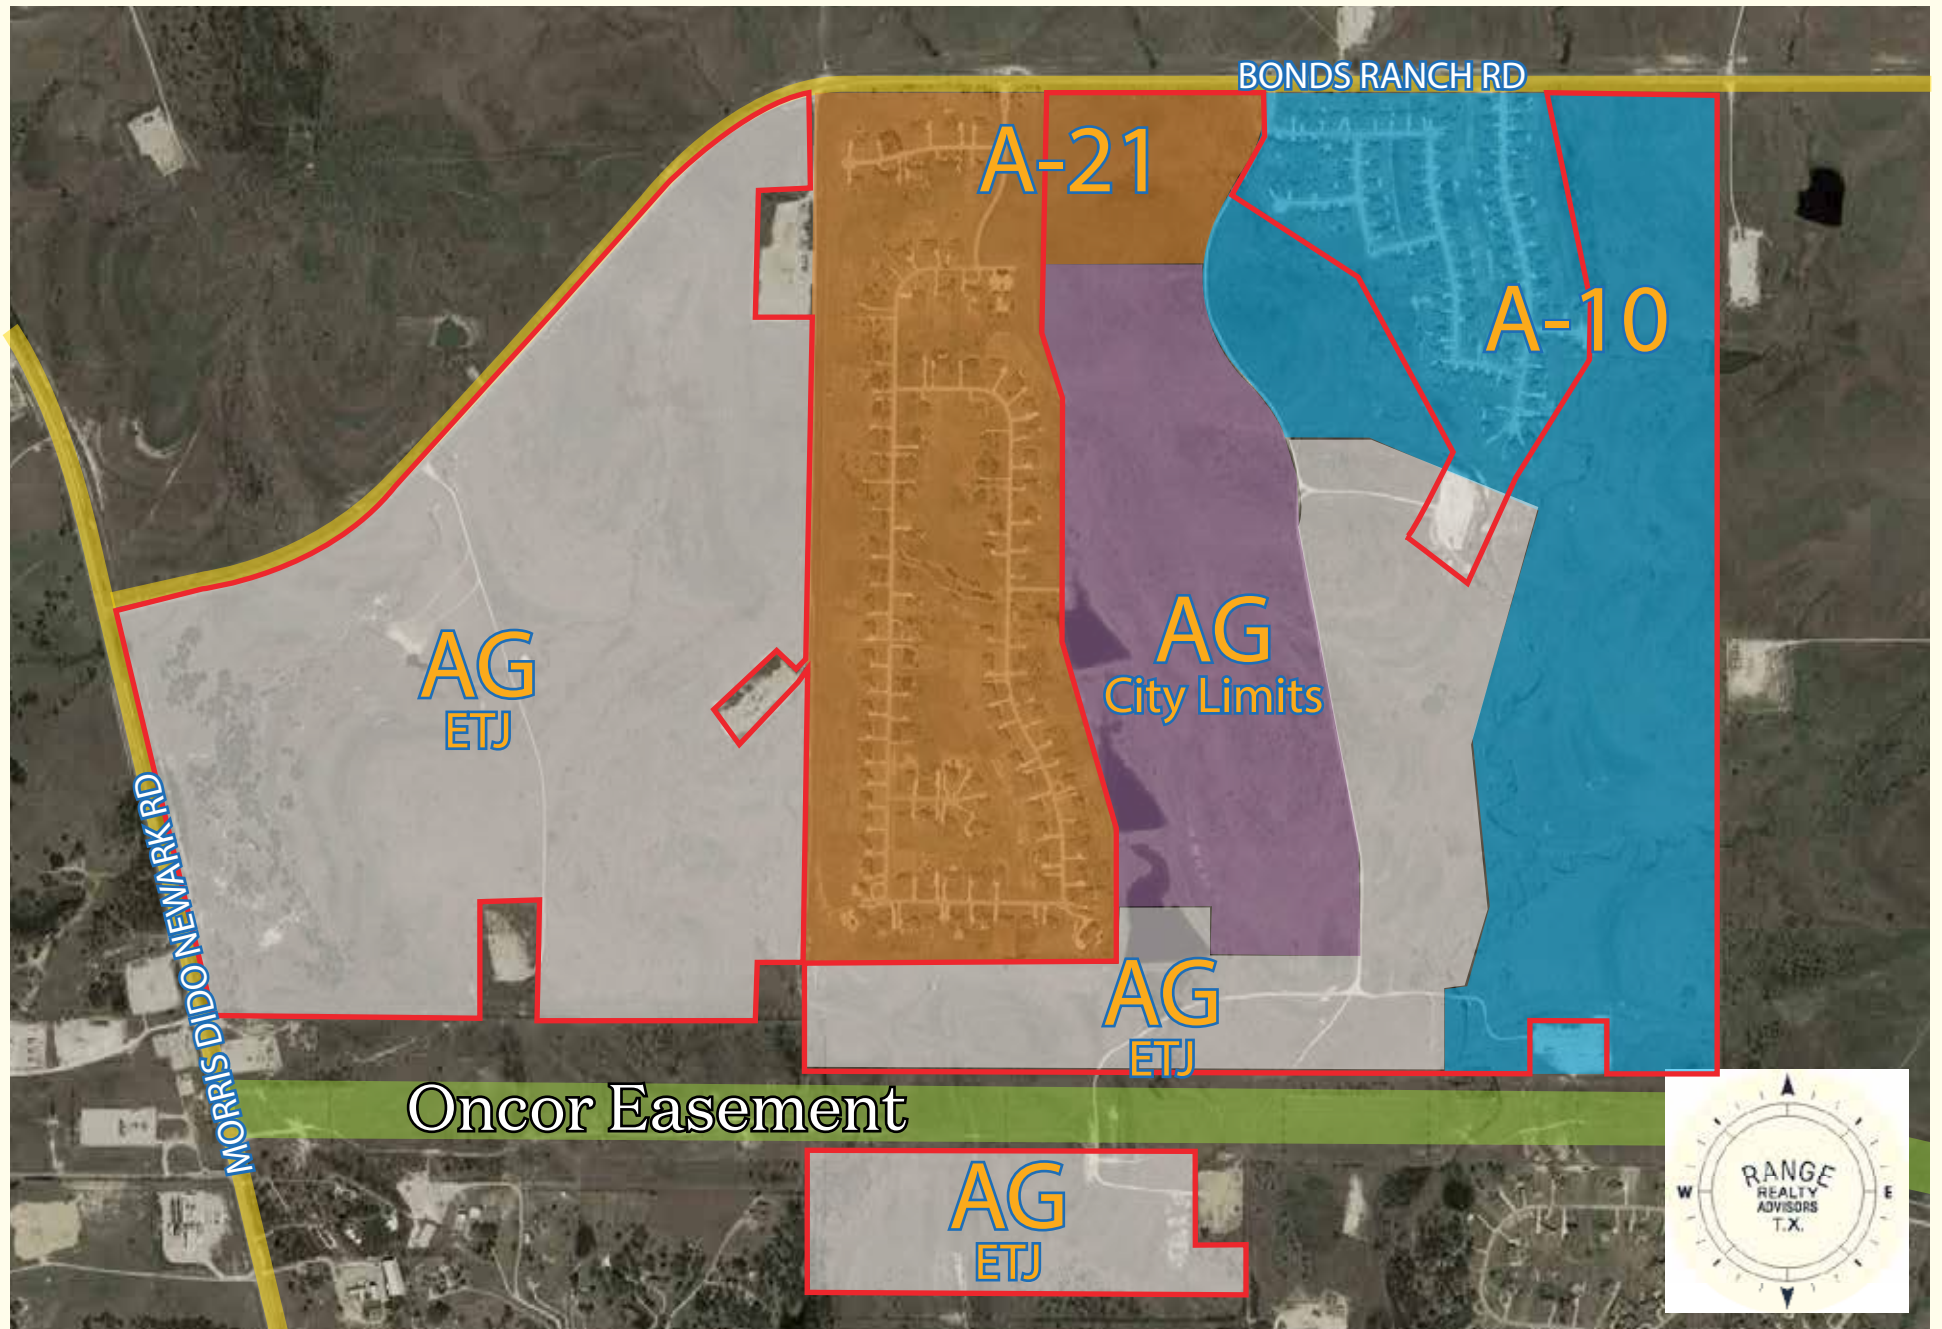 BONDS RANCH RD
A-21
A-10
AG
City Limits
AG
ETJ
MORRIS DIDO NEWARK RD
AG
ETJ
Oncor Easement
AG
ETJ
RANGE
REALTY
ADVISORS
T.X.
W
E